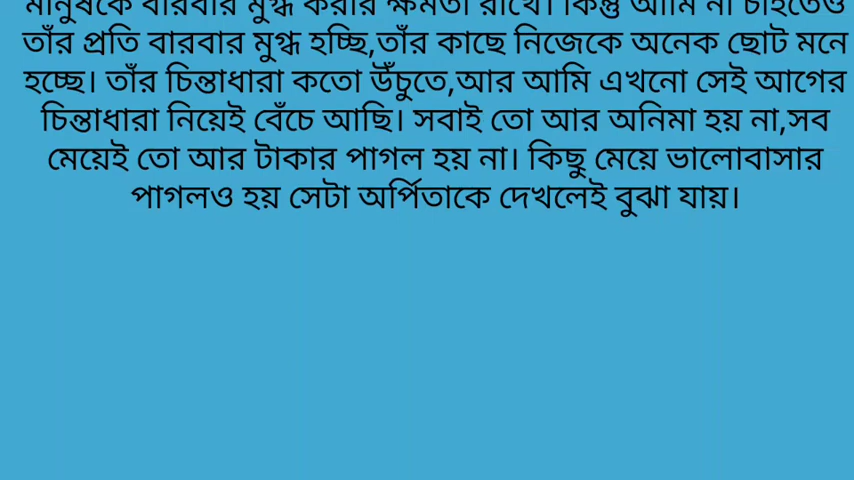 মানুষকে বারবার মুগ্ধ করার ক্ষমতা রাখে। কিন্তু আমি না চাইতেও
তাঁর প্রতি বারবার মুগ্ধ হচ্ছি,তাঁর কাছে নিজেকে অনেক ছোট মনে
হচ্ছে। তাঁর চিন্তাধারা কতো উঁচুতে,আর আমি এখনো সেই আগের
চিন্তাধারা নিয়েই বেঁচে আছি। সবাই তো আর অনিমা হয় না,সব
মেয়েই তো আর টাকার পাগল হয় না। কিছু মেয়ে ভালোবাসার
পাগলও হয় সেটা অর্পিতাকে দেখলেই বুঝা যায়।